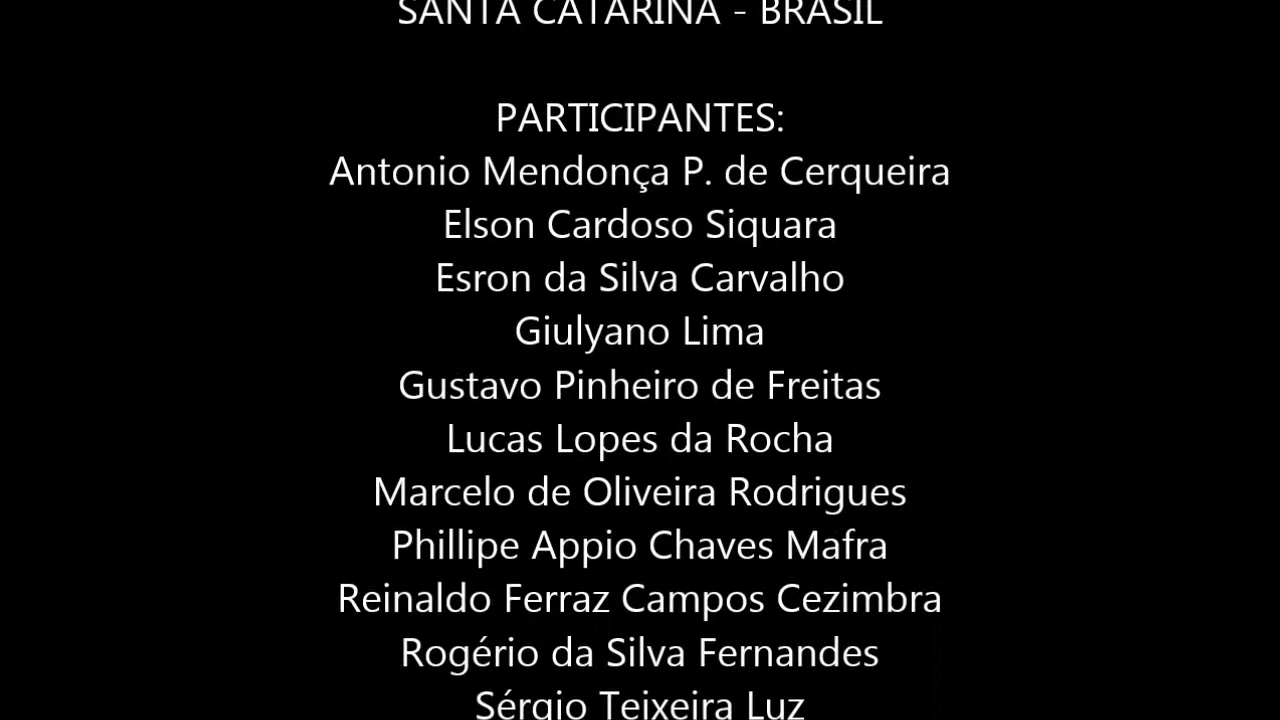 SANTA CATARINA - BRASIL
PARTICIPANTES:
Antonio Mendonça P. de Cerqueira
Elson Cardoso Siquara
Esron da Silva Carvalho
Giulyano Lima
Gustavo Pinheiro de Freitas
Lucas Lopes da Rocha
Marcelo de Oliveira Rodrigues
Phillipe Appio Chaves Mafra
Reinaldo Ferraz Campos Cezimbra
Rogério da Silva Fernandes
Sérgio Teixeira Luz